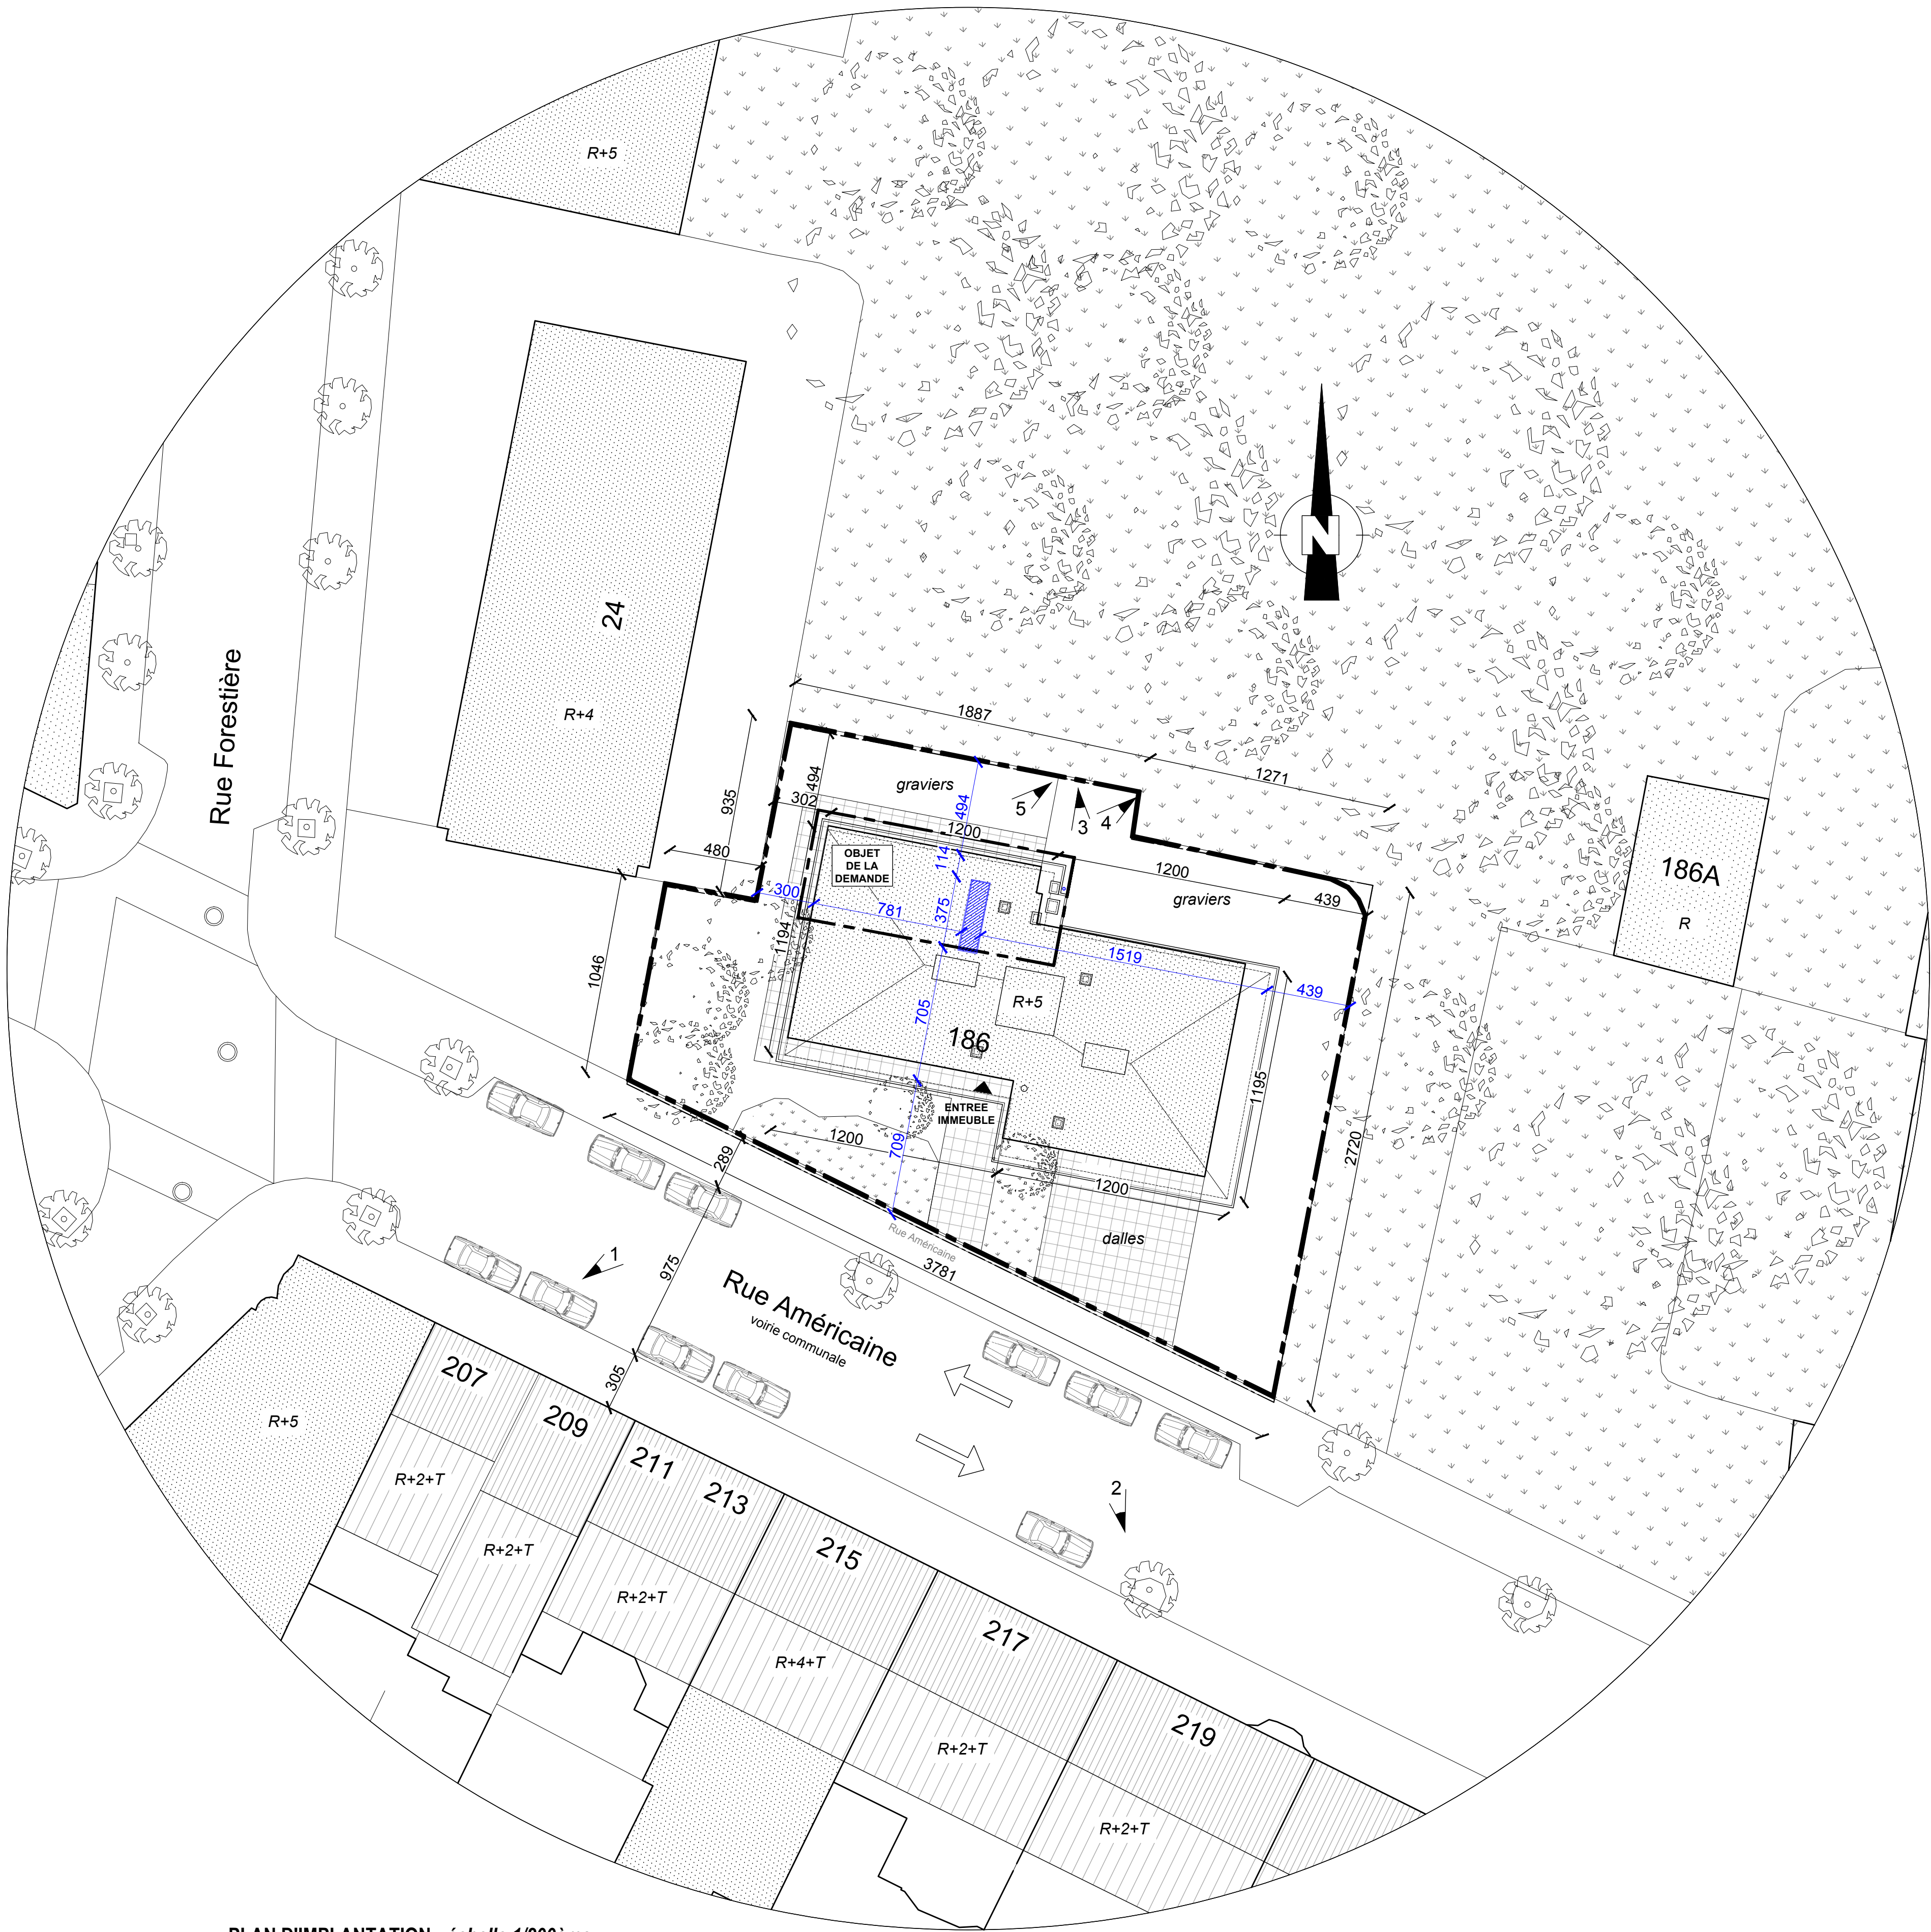 R+5
N
24
R+4
Rue Forestière
1887
1271
graviers
494
494
935
302
5
3
4
1200
OBJET
DE LA
DEMANDE
114
480
1200
graviers
439
186A
R
300
781
375
1519
439
1194
1046
R+5
705
186
ENTREE
IMMEUBLE
1195
2720
1200
709
289
1200
dalles
Rue Américaine
3781
975
1
Rue Américaine
voirie communale
305
207
209
211
213
215
217
219
2
R+5
R+2+T
R+2+T
R+2+T
R+4+T
R+2+T
R+2+T